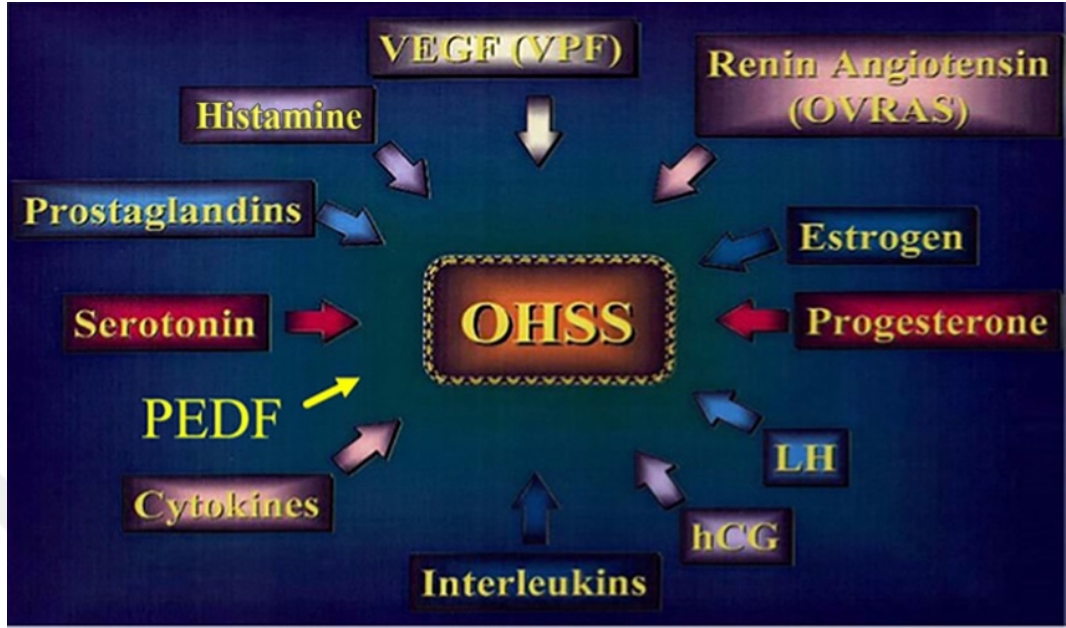 VEGF (VPF)
Renin Angiotensin
(OVRAS)
Histamine
Prostaglandins
Estrogen
Serotonin
OHSS
Progesterone
PEDF
LH
Cytokines
hCG
Interleukins